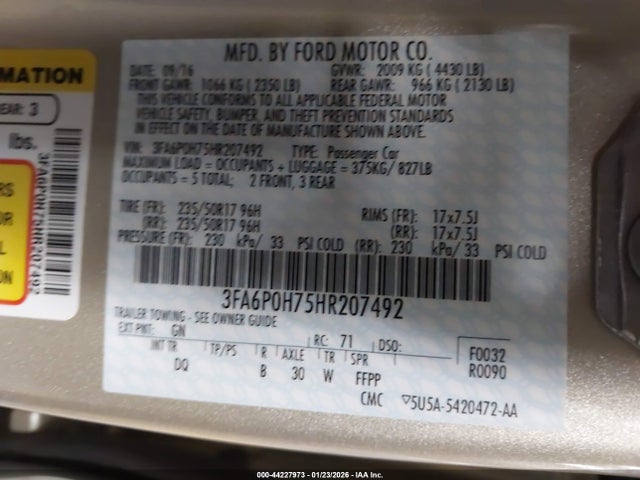 MFD. BY FORD MOTOR CO.
DATE: 09/16 GVWR: 2009 KG ( 4430 LB)
FRONT GAWR: 1066 KG ( 2350 LB) REAR GAWR: 966 KG ( 2130 LB)
THIS VEHICLE CONFORMS TO ALL APPLICABLE FEDERAL MOTOR
VEHICLE SAFETY, BUMPER, AND THEFT PREVENTION STANDARDS
IN EFFECT ON THE DATE OF MANUFACTURE SHOWN ABOVE.
VIN: 3FA6P0H75HR207492 TYPE: Passenger Car
MAXIMUM LOAD = OCCUPANTS + LUGGAGE = 375KG/ 827LB
OCCUPANTS = 5 TOTAL; 2 FRONT, 3 REAR
TIRE (FR): 235/50R17 96H RIMS (FR): 17x7.5J
(RR): 235/50R17 96H (RR): 17x7.5J
PRESSURE (FR): 230 kPa/ 33 PSI COLD (RR): 230 kPa/ 33 PSI COLD
3FA6P0H75HR207492
TRAILER TOWING - SEE OWNER GUIDE
EXT PNT: GN RC: 71 DSO: F0032
INT TR TP/PS R AXLE TR SPR R0090
DQ B 30 W FFPP
CMC ▽5U5A-5420472-AA
RMATION
EAR: 3
lbs.
3FA6P0H75HR207492
RS
OR
AL
ION
000-44227973 - 01/23/2026 - IAA Inc.